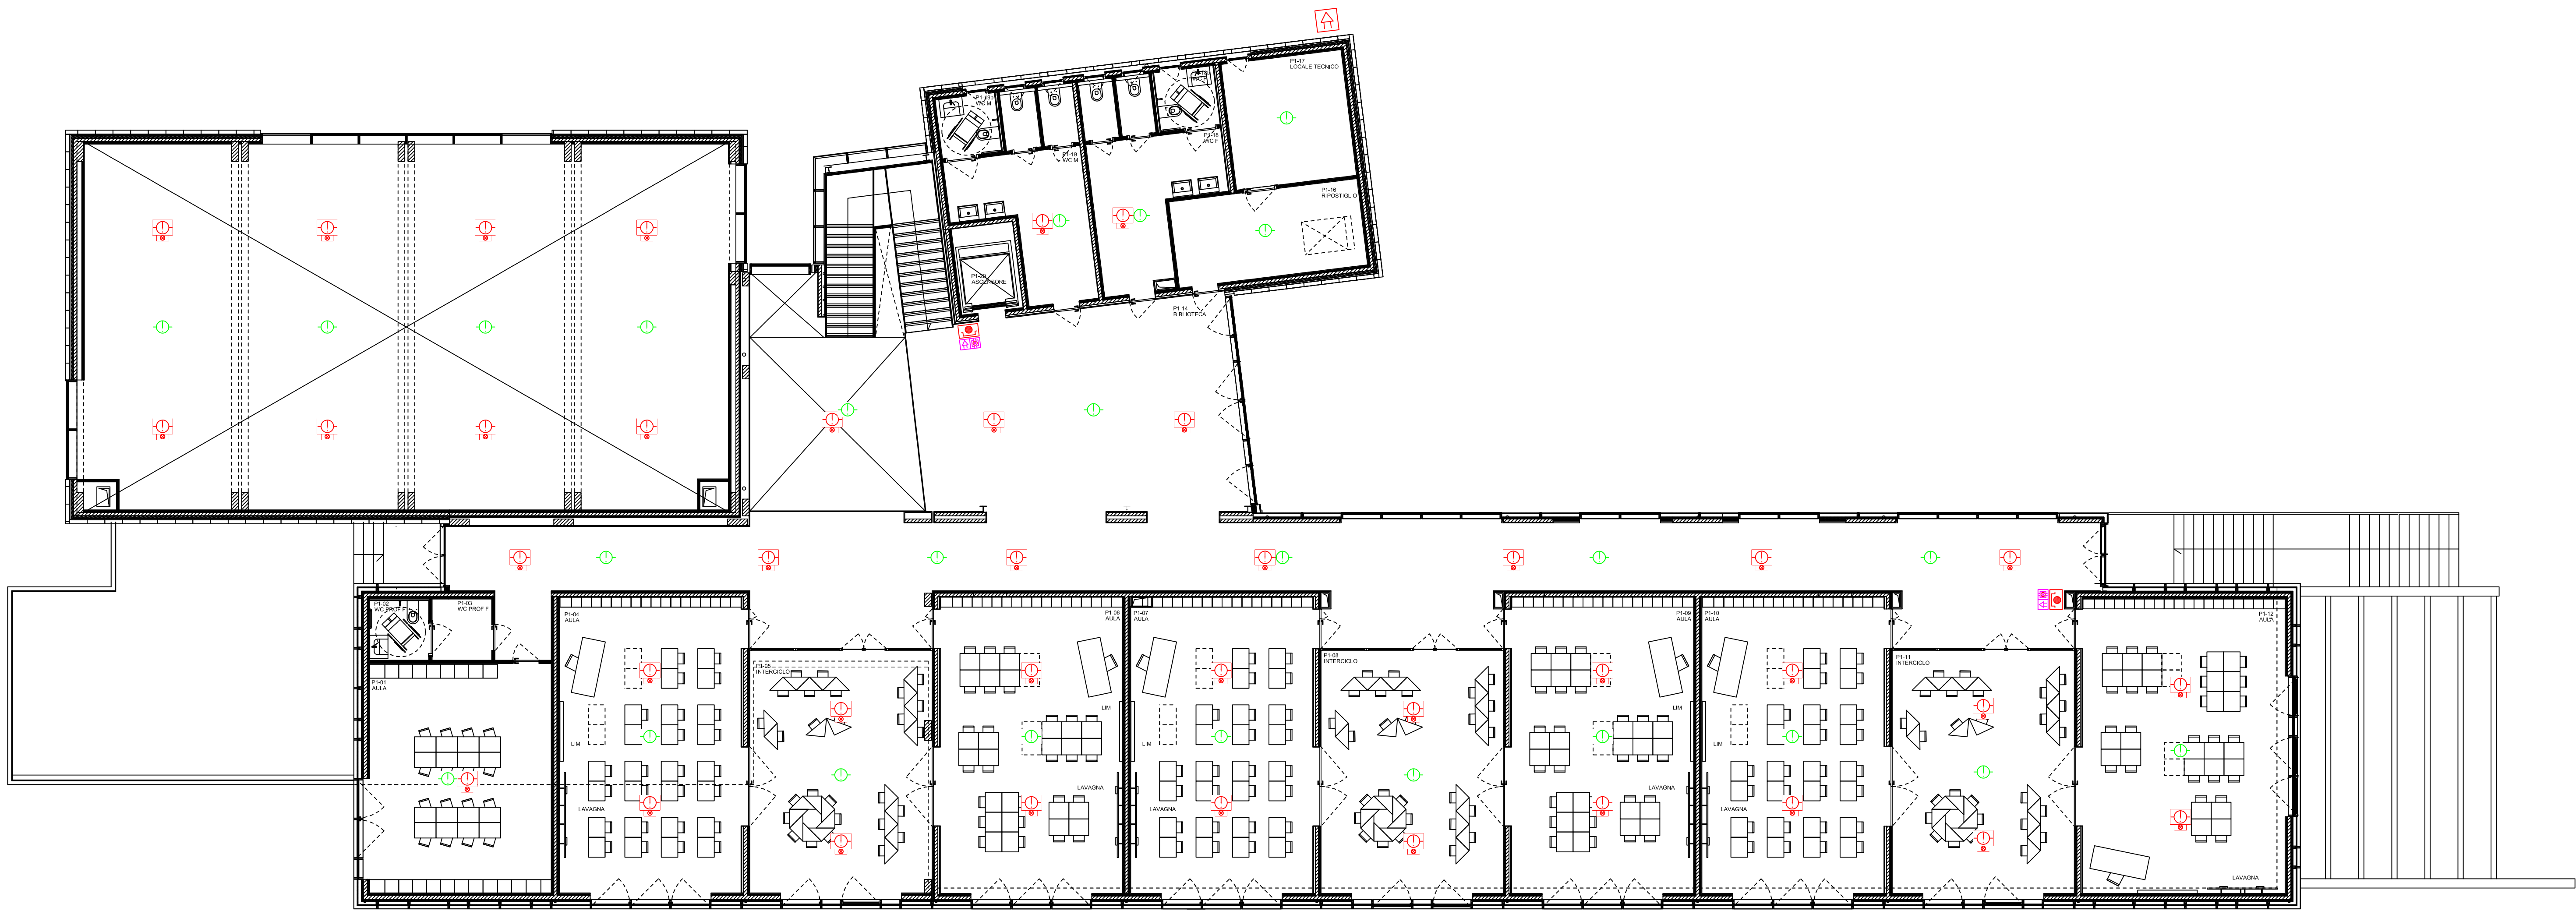 P1-17
LOCALE TECNICO
P1-19b
WC M
P1-18
WC F
P1-19
WC M
P1-16
RIPOSTIGLIO
P1-20
ASCENSORE
P1-14
BIBLIOTECA
P1-02
WC PROF F
P1-03
WC PROF F
P1-04
AULA
P1-06
AULA
P1-07
AULA
P1-09
AULA
P1-10
AULA
P1-12
AULA
P1-01
AULA
P1-05
INTERCICLO
P1-08
INTERCICLO
P1-11
INTERCICLO
LIM
LIM
LIM
LIM
LIM
LAVAGNA
LAVAGNA
LAVAGNA
LAVAGNA
LAVAGNA
LAVAGNA